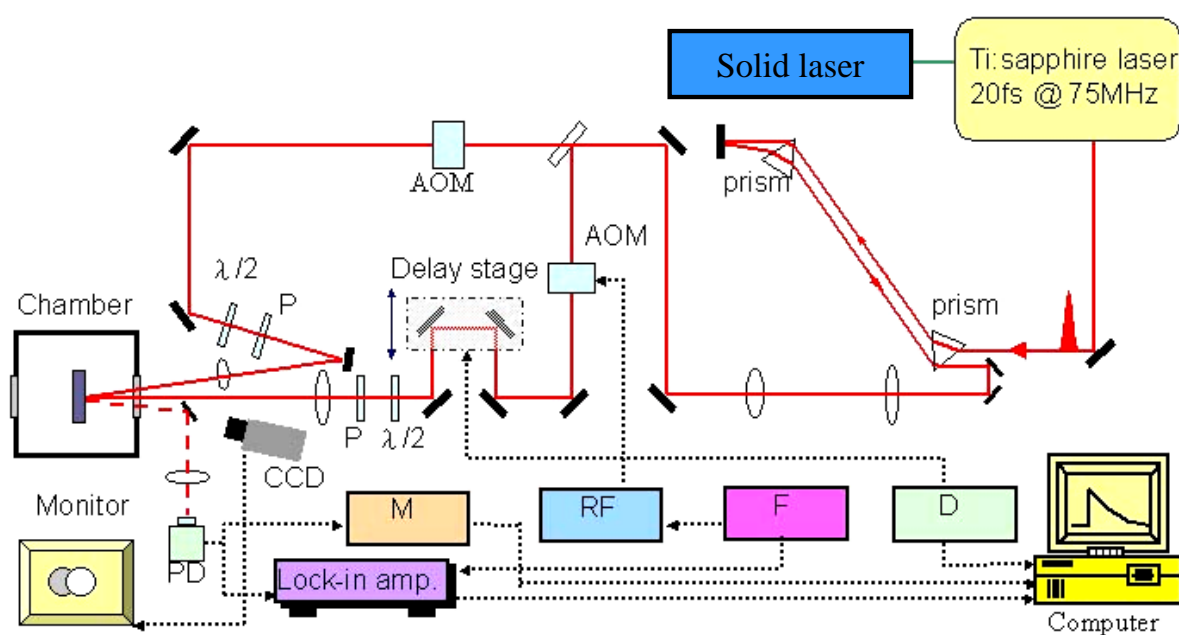 Solid laser
Ti:sapphire laser
20fs @ 75MHz
AOM
prism
AOM
λ/2
Delay stage
P
Chamber
prism
P
λ/2
CCD
Monitor
M
RF
F
D
PD
Lock-in amp.
Computer